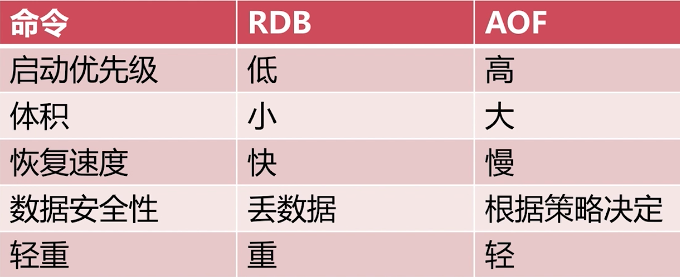 命令 RDB AOF
启动优先级 低 高
体积 小 大
恢复速度 快 慢
数据安全性 丢数据 根据策略决定
轻重 重 轻